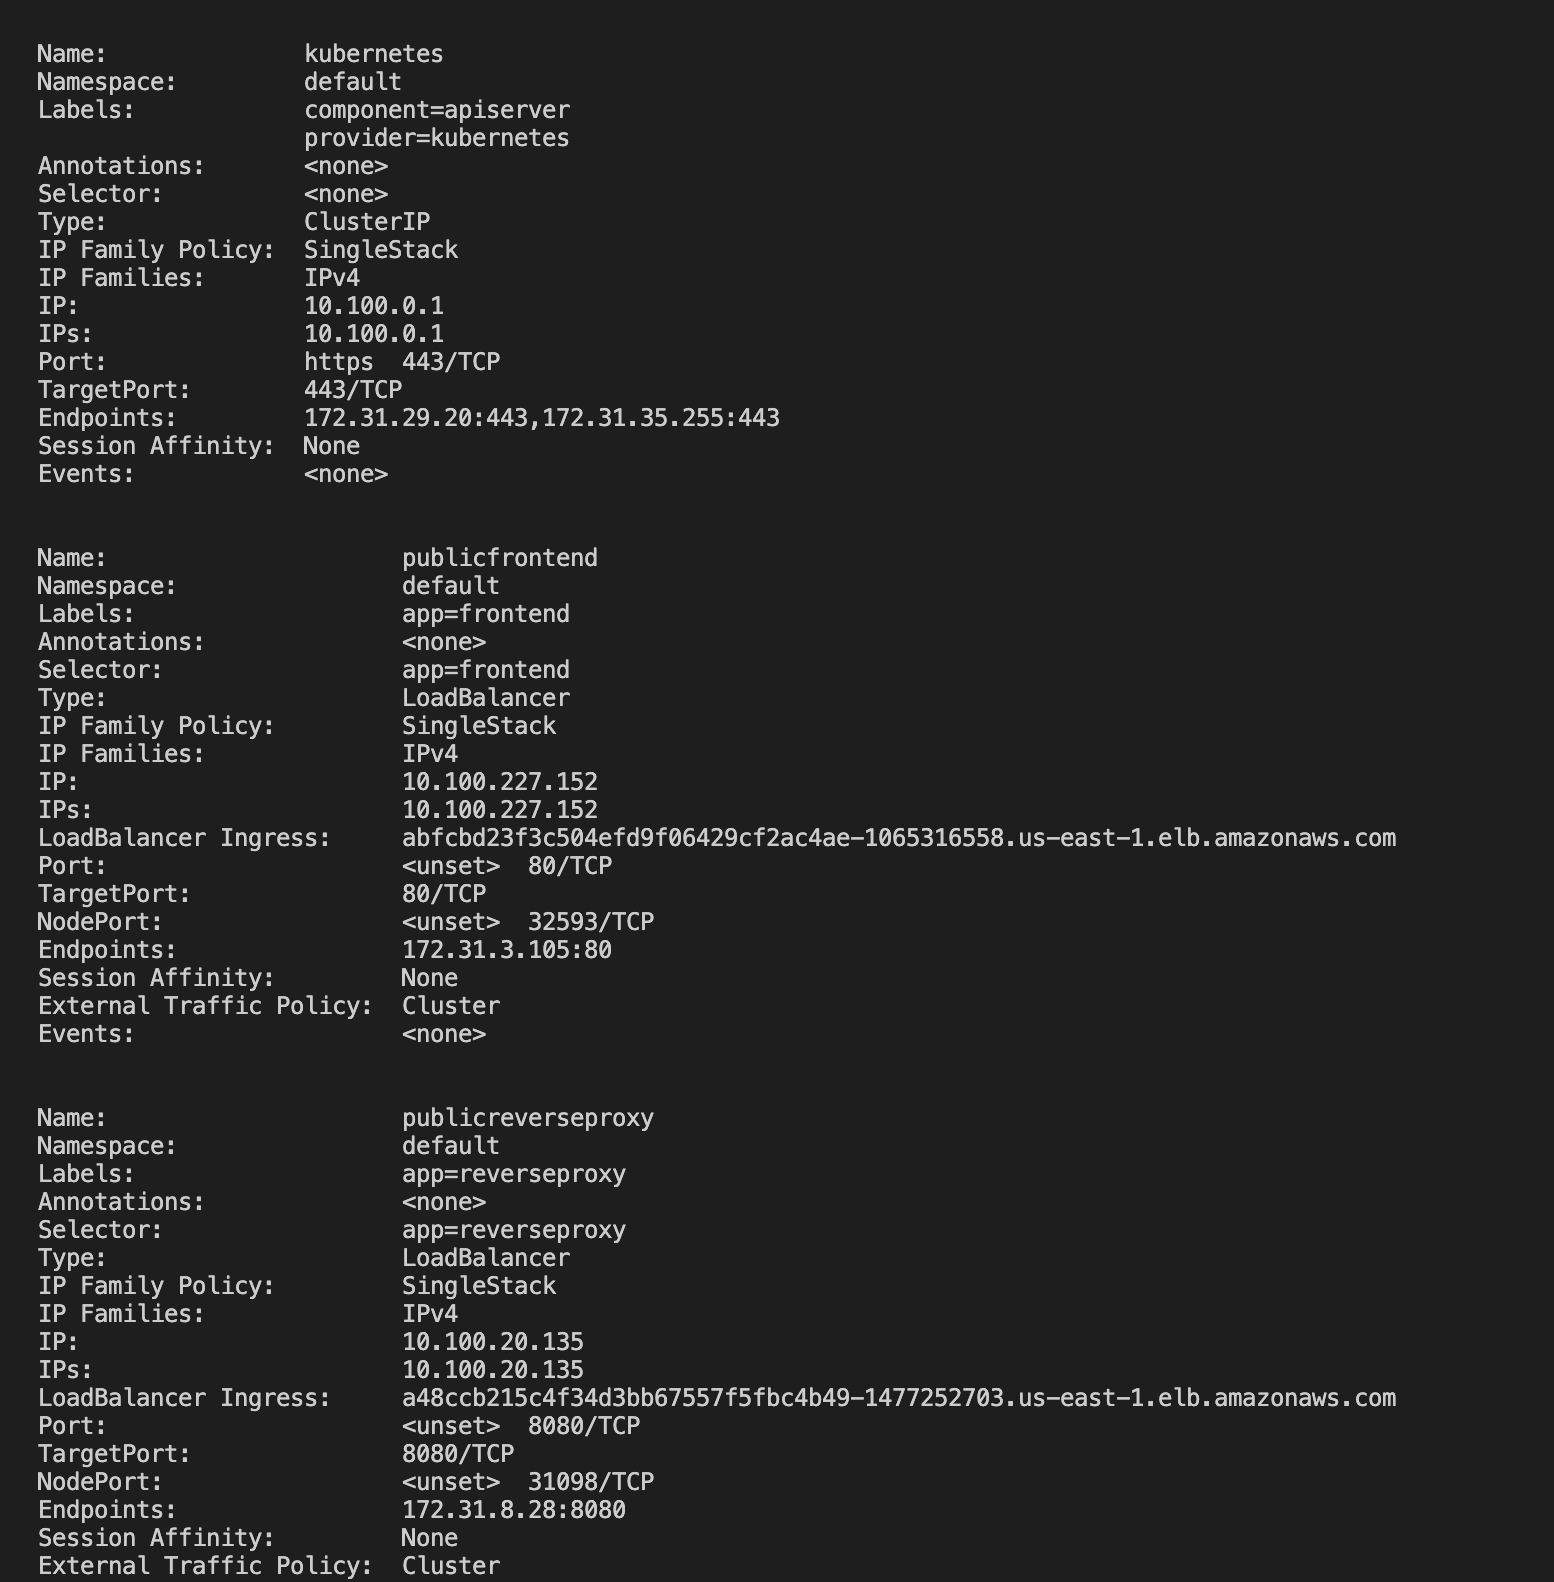 Name:              kubernetes
Namespace:         default
Labels:            component=apiserver
                   provider=kubernetes
Annotations:       <none>
Selector:          <none>
Type:              ClusterIP
IP Family Policy:  SingleStack
IP Families:       IPv4
IP:                10.100.0.1
IPs:               10.100.0.1
Port:              https  443/TCP
TargetPort:        443/TCP
Endpoints:         172.31.29.20:443,172.31.35.255:443
Session Affinity:  None
Events:            <none>
Name:                     publicfrontend
Namespace:                default
Labels:                   app=frontend
Annotations:              <none>
Selector:                 app=frontend
Type:                     LoadBalancer
IP Family Policy:         SingleStack
IP Families:              IPv4
IP:                       10.100.227.152
IPs:                      10.100.227.152
LoadBalancer Ingress:     abfcbd23f3c504efd9f06429cf2ac4ae-1065316558.us-east-1.elb.amazonaws.com
Port:                     <unset>  80/TCP
TargetPort:               80/TCP
NodePort:                 <unset>  32593/TCP
Endpoints:                172.31.3.105:80
Session Affinity:         None
External Traffic Policy:  Cluster
Events:                   <none>
Name:                     publicreverseproxy
Namespace:                default
Labels:                   app=reverseproxy
Annotations:              <none>
Selector:                 app=reverseproxy
Type:                     LoadBalancer
IP Family Policy:         SingleStack
IP Families:              IPv4
IP:                       10.100.20.135
IPs:                      10.100.20.135
LoadBalancer Ingress:     a48ccb215c4f34d3bb67557f5fbc4b49-1477252703.us-east-1.elb.amazonaws.com
Port:                     <unset>  8080/TCP
TargetPort:               8080/TCP
NodePort:                 <unset>  31098/TCP
Endpoints:                172.31.8.28:8080
Session Affinity:         None
External Traffic Policy:  Cluster